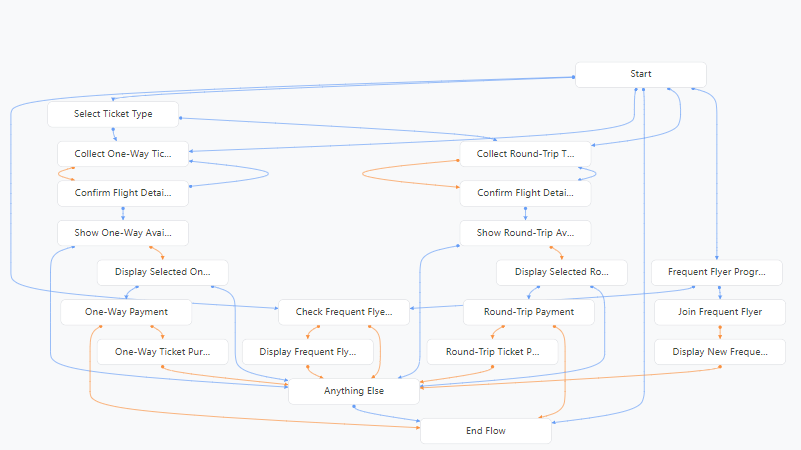 Start
Select Ticket Type
Collect One-Way Tic...
Collect Round-Trip T...
Confirm Flight Detai...
Confirm Flight Detai...
Show One-Way Avai...
Show Round-Trip Av...
Display Selected On...
Display Selected Ro...
Frequent Flyer Progr...
One-Way Payment
Check Frequent Flye...
Round-Trip Payment
Join Frequent Flyer
One-Way Ticket Pur...
Display Frequent Fly...
Round-Trip Ticket P...
Display New Freque...
Anything Else
End Flow